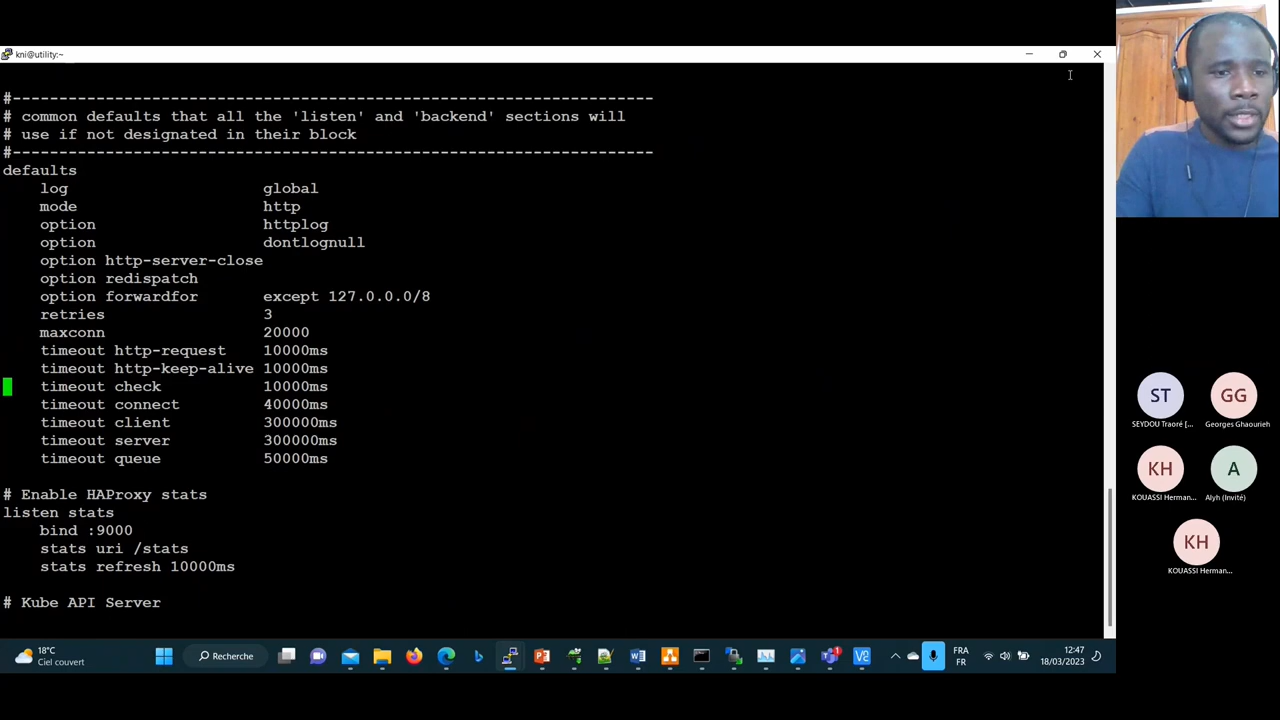 kni@utility:~
#---------------------------------------------------------------------
# common defaults that all the 'listen' and 'backend' sections will
# use if not designated in their block
#---------------------------------------------------------------------
defaults
    log                     global
    mode                    http
    option                  httplog
    option                  dontlognull
    option http-server-close
    option redispatch
    option forwardfor       except 127.0.0.0/8
    retries                 3
    maxconn                 20000
    timeout http-request    10000ms
    timeout http-keep-alive 10000ms
    timeout check           10000ms
    timeout connect         40000ms
    timeout client          300000ms
    timeout server          300000ms
    timeout queue           50000ms
# Enable HAProxy stats
listen stats
    bind :9000
    stats uri /stats
    stats refresh 10000ms
# Kube API Server
ST
GG
SEYDOU Traoré [...
Georges Ghaourieh
KH
A
KOUASSI Herman...
Alyh (Invité)
KH
KOUASSI Herman...
18°C
Ciel couvert
Recherche
1
FRA
FR
12:47
18/03/2023